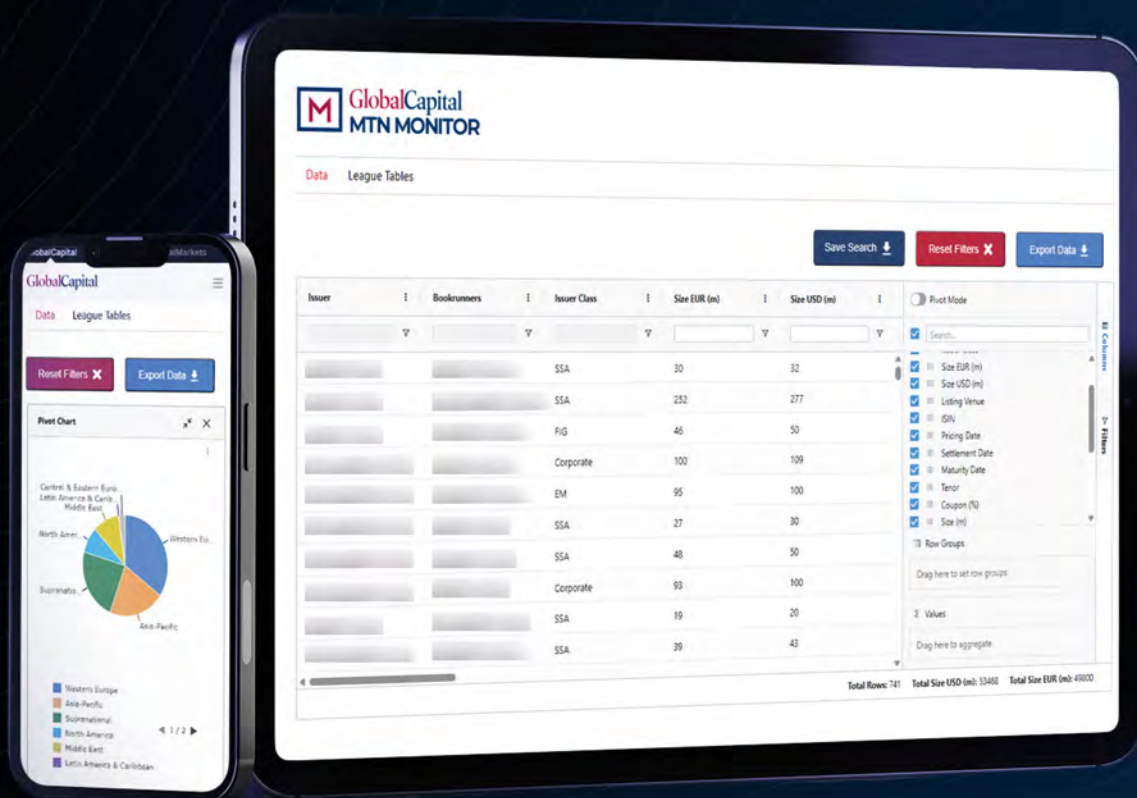 GlobalCapital
MTN MONITOR
Data League Tables
Save Search
Reset Filters
Export Data
Issuer Bookrunners Issuer Class Size EUR (m) Size USD (m)
SSA 30 32
SSA 252 277
FIG 46 50
Corporate 100 109
EM 95 100
SSA 27 30
SSA 48 50
Corporate 93 100
SSA 19 20
SSA 39 43
Pivot Mode
Search...
Size EUR (m)
Size USD (m)
Listing Venue
ISIN
Pricing Date
Settlement Date
Maturity Date
Tenor
Coupon (%)
Size (m)
Row Groups
Drag here to set row groups
Σ Values
Drag here to aggregate
Columns
Filters
Total Rows: 741 Total Size USD (m): 53468 Total Size EUR (m): 49800
GlobalCapital
Data League Tables
Reset Filters
Export Data
Pivot Chart
Central & Eastern Euro...
Latin America & Carib...
Middle East
North Amer...
Western Eu...
Supranatio...
Asia-Pacific
Western Europe
Asia-Pacific
Supranational
North America
Middle East
Latin America & Caribbean
1 / 2